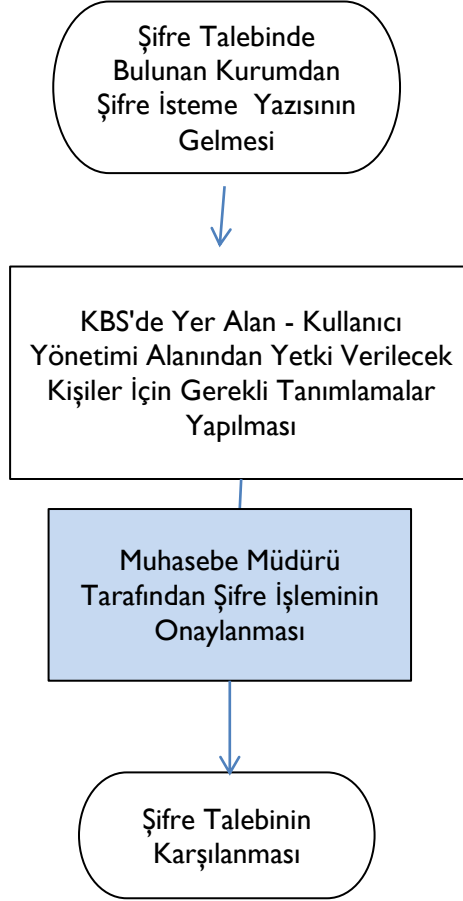 Şifre Talebinde
Bulunan Kurumdan
Şifre İsteme Yazısının
Gelmesi
KBS'de Yer Alan - Kullanıcı
Yönetimi Alanından Yetki Verilecek
Kişiler İçin Gerekli Tanımlamalar
Yapılması
Muhasebe Müdürü
Tarafından Şifre İşleminin
Onaylanması
Şifre Talebinin
Karşılanması